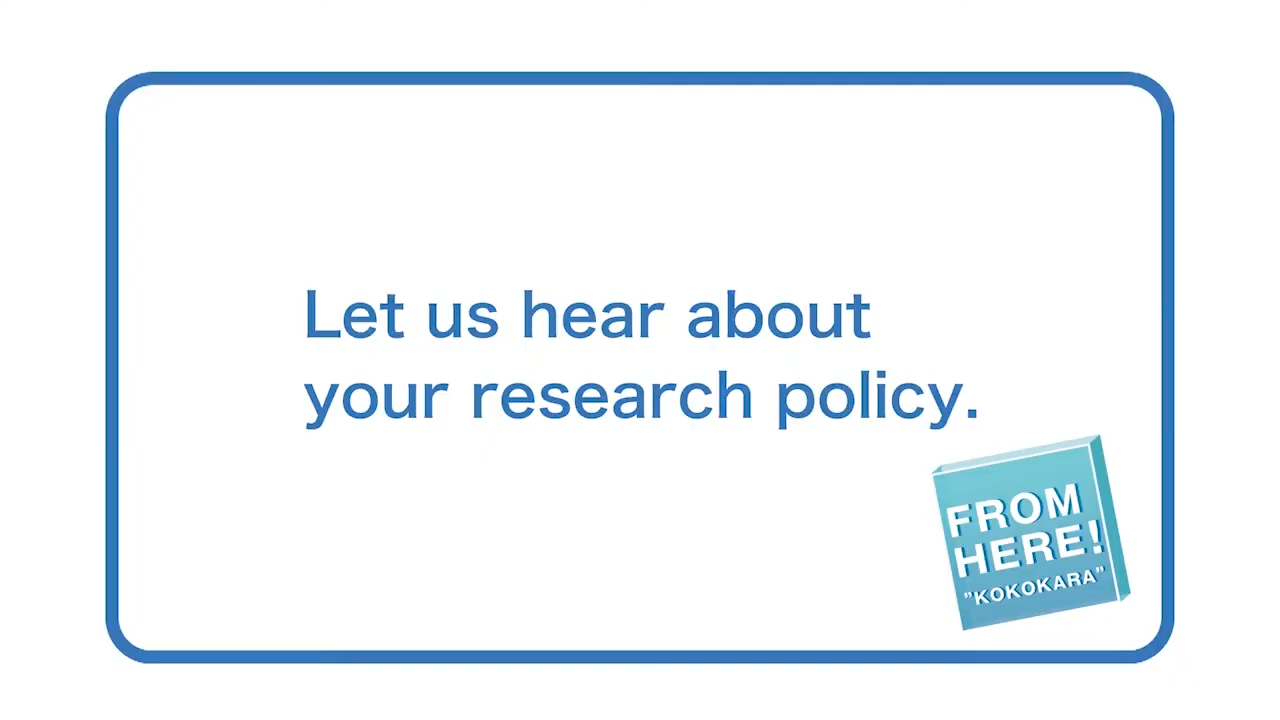 Let us hear about
your research policy.
FROM
HERE!
"KOKOKARA"